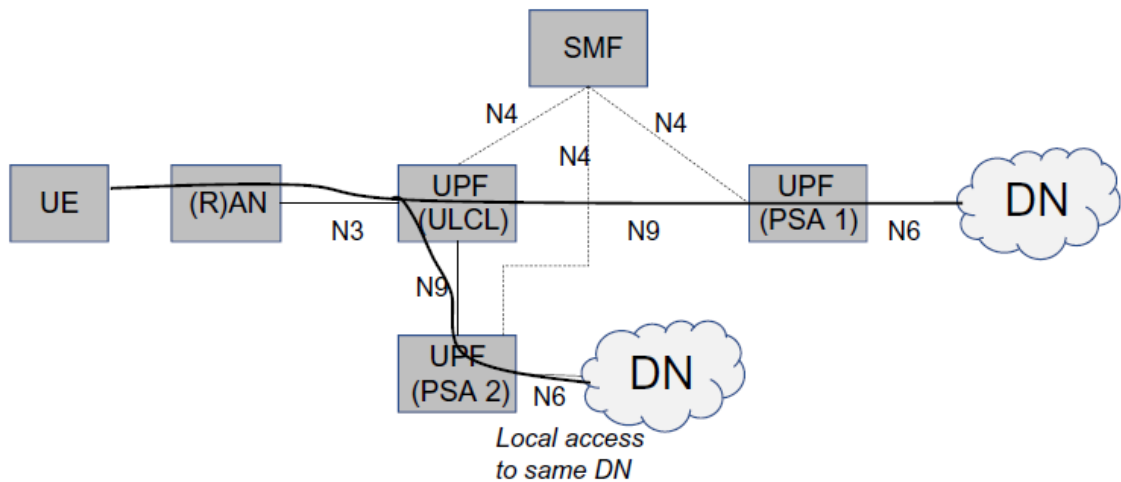 SMF
N4
N4
N4
UE
(R)AN
UPF
(ULCL)
UPF
(PSA 1)
DN
N3
N9
N6
N9
UPF
(PSA 2)
DN
N6
Local access
to same DN